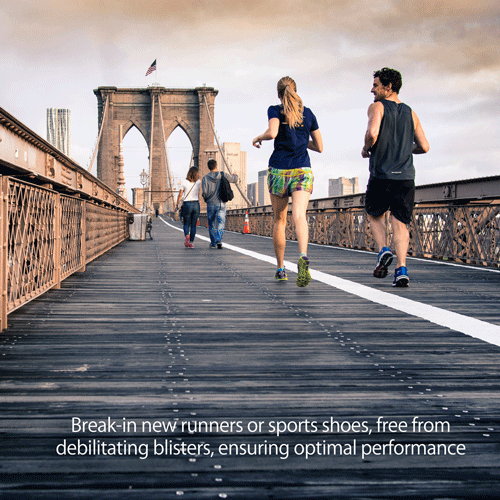 Break-in new runners or sports shoes, free from
debilitating blisters, ensuring optimal performance